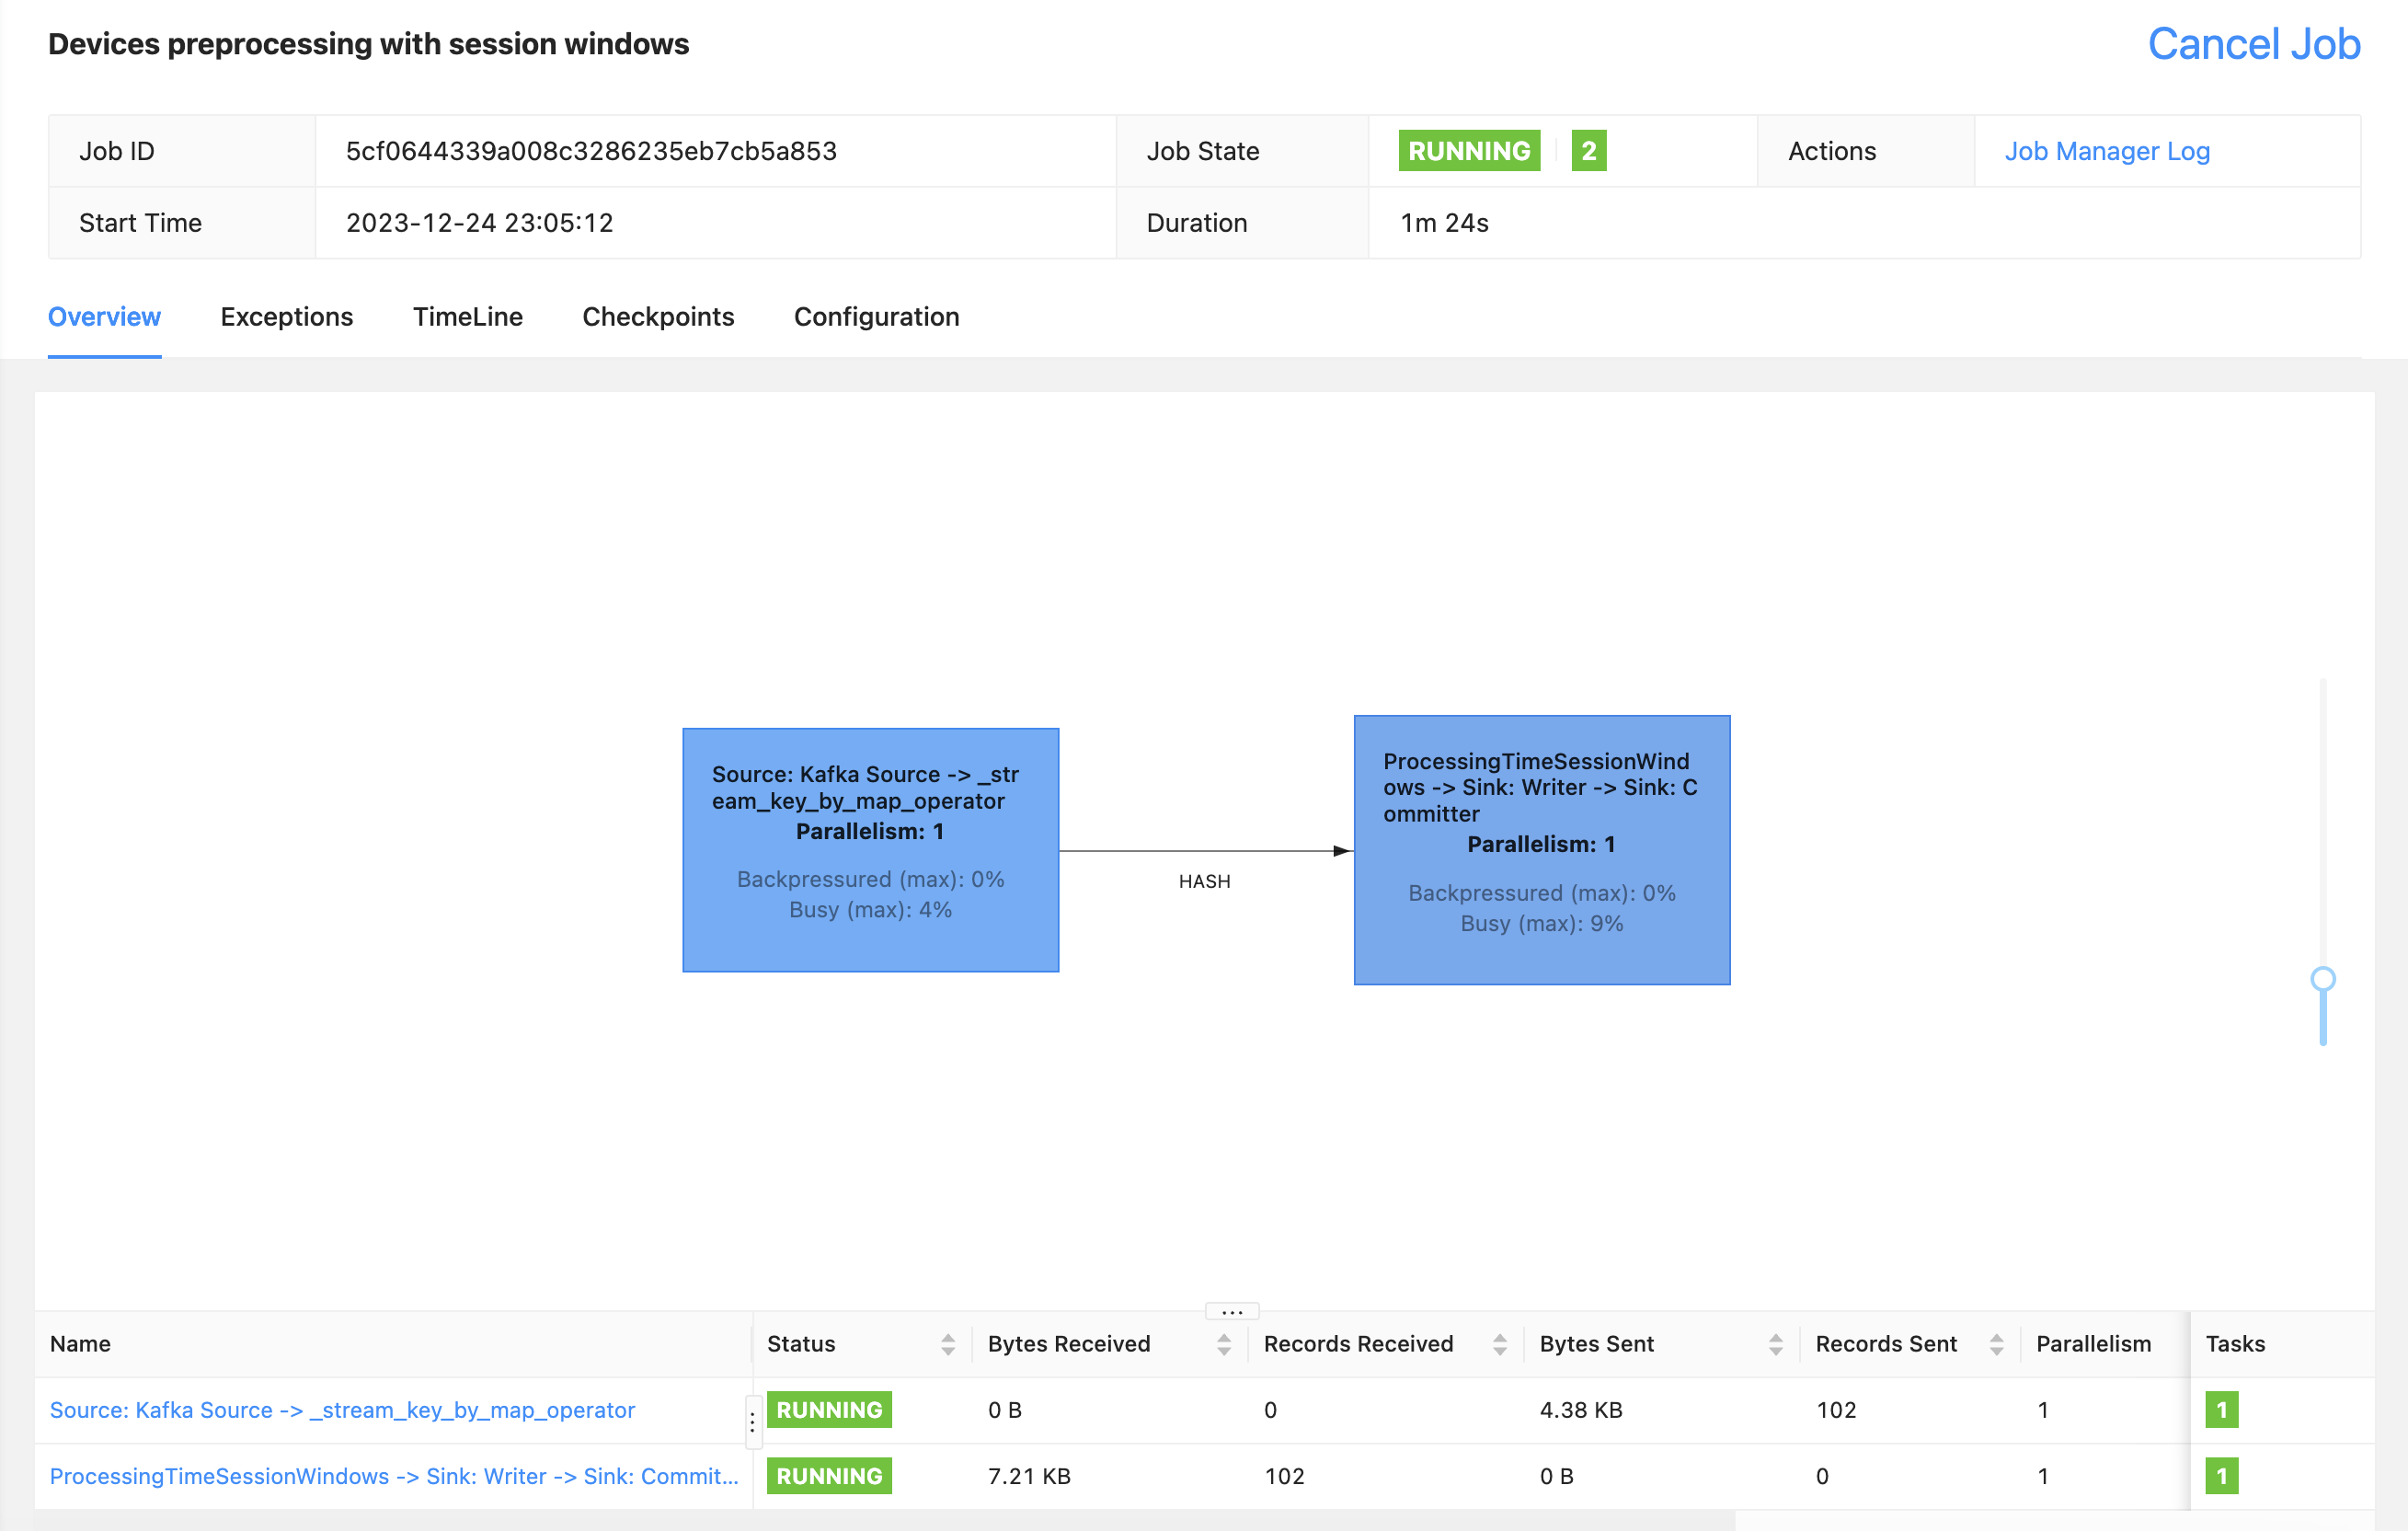 Devices preprocessing with session windows
Cancel Job
Job ID 5cf0644339a008c3286235eb7cb5a853 Job State RUNNING 2 Actions Job Manager Log
Start Time 2023-12-24 23:05:12 Duration 1m 24s
Overview Exceptions TimeLine Checkpoints Configuration
Source: Kafka Source -> _str
eam_key_by_map_operator
Parallelism: 1
Backpressured (max): 0%
Busy (max): 4%
HASH
ProcessingTimeSessionWind
ows -> Sink: Writer -> Sink: C
ommitter
Parallelism: 1
Backpressured (max): 0%
Busy (max): 9%
Name Status Bytes Received Records Received Bytes Sent Records Sent Parallelism Tasks
Source: Kafka Source -> _stream_key_by_map_operator RUNNING 0 B 0 4.38 KB 102 1 1
ProcessingTimeSessionWindows -> Sink: Writer -> Sink: Commit... RUNNING 7.21 KB 102 0 B 0 1 1